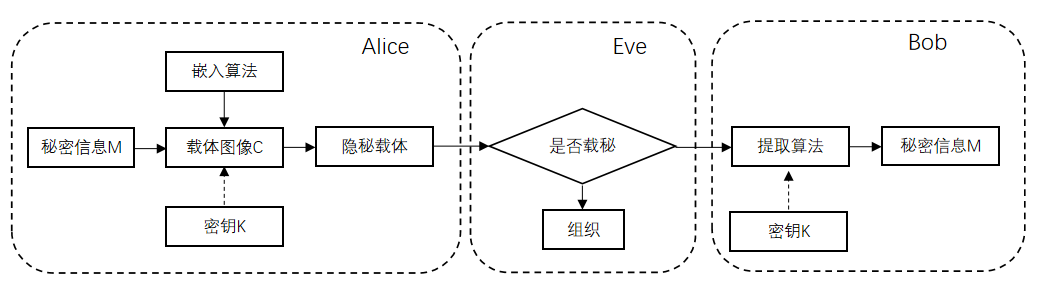 Alice
嵌入算法
秘密信息M
载体图像C
隐秘载体
密钥K
Eve
是否载秘
组织
Bob
提取算法
秘密信息M
密钥K